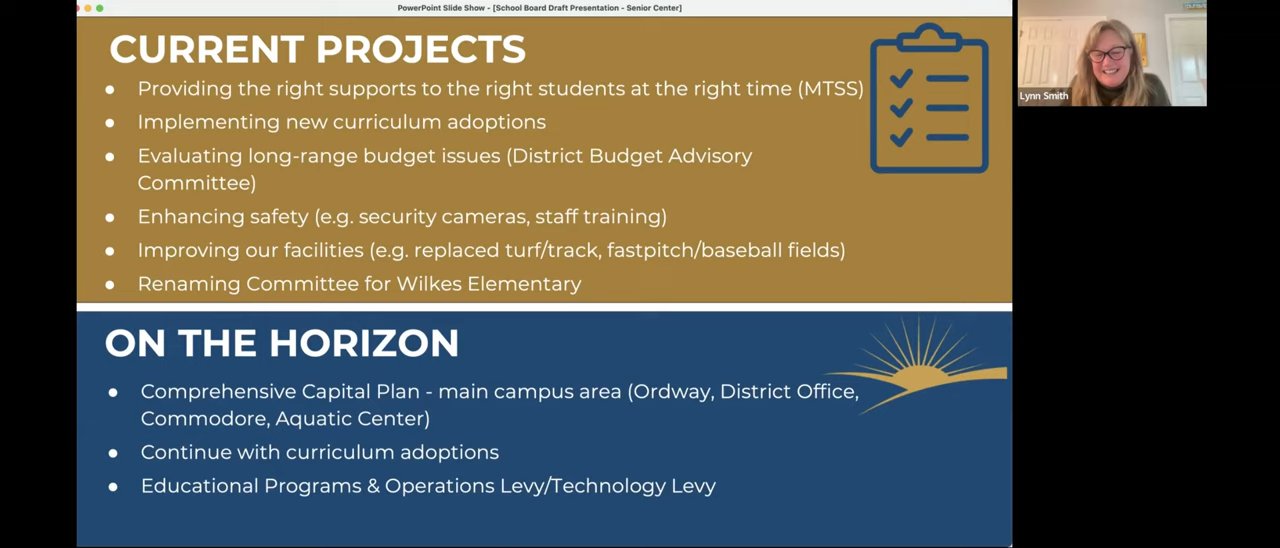 PowerPoint Slide Show - [School Board Draft Presentation - Senior Center]
CURRENT PROJECTS
● Providing the right supports to the right students at the right time (MTSS)
● Implementing new curriculum adoptions
● Evaluating long-range budget issues (District Budget Advisory
Committee)
● Enhancing safety (e.g. security cameras, staff training)
● Improving our facilities (e.g. replaced turf/track, fastpitch/baseball fields)
● Renaming Committee for Wilkes Elementary
ON THE HORIZON
● Comprehensive Capital Plan - main campus area (Ordway, District Office,
Commodore, Aquatic Center)
● Continue with curriculum adoptions
● Educational Programs & Operations Levy/Technology Levy
Lynn Smith